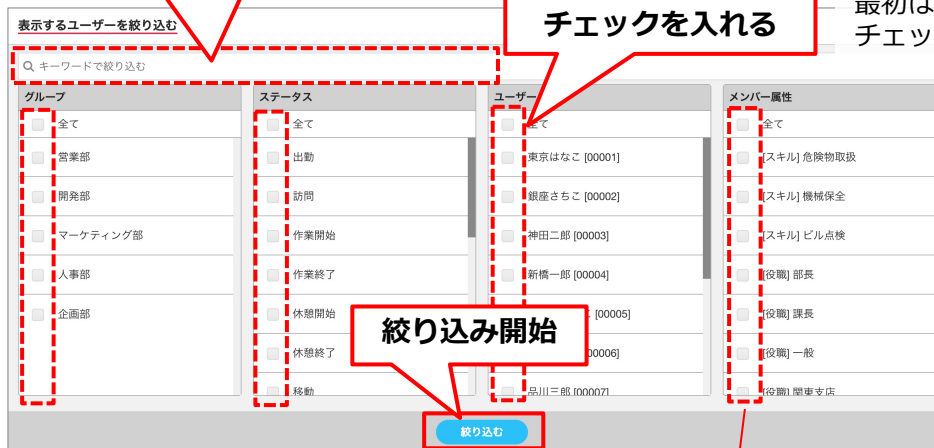 最初は
チェッ
チェックを入れる
表示するユーザーを絞り込む
キーワードで絞り込む
グループ
全て
営業部
開発部
マーケティング部
人事部
企画部
ステータス
全て
出勤
訪問
作業開始
作業終了
休憩開始
休憩終了
移動
ユーザー
全て
東京はなこ [00001]
銀座さちこ [00002]
神田二郎 [00003]
新橋一郎 [00004]
[00005]
00006]
品川三郎 [00007]
メンバー属性
全て
[スキル] 危険物取扱
[スキル] 機械保全
[スキル] ビル点検
[役職] 部長
[役職] 課長
[役職] 一般
[役職] 関東支店
絞り込み開始
絞り込む